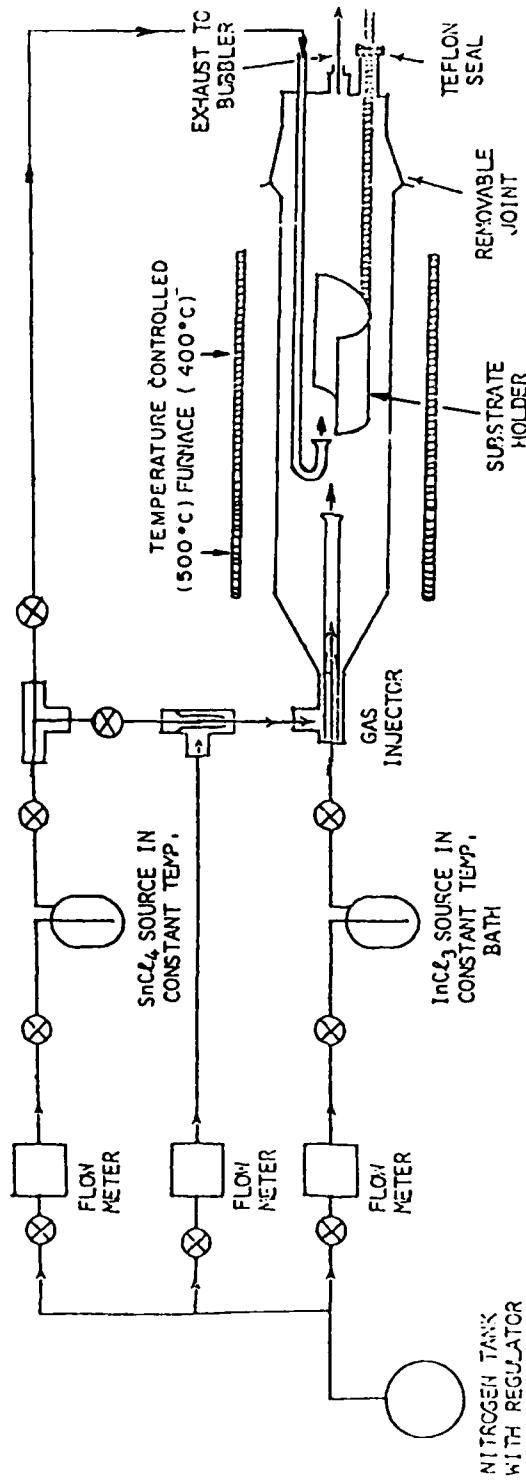 NITROGEN TANK
WITH REGULATOR
FLOW
METER
FLOW
METER
FLOW
METER
SnCl4 SOURCE IN
CONSTANT TEMP.
InCl3 SOURCE IN
CONSTANT TEMP.
BATH
GAS
INJECTOR
TEMPERATURE CONTROLLED
(500°C) FURNACE (400°C)
EXHAUST TO
BUBBLER
SUBSTRATE
HOLDER
REMOVABLE
JOINT
TEFLON
SEAL